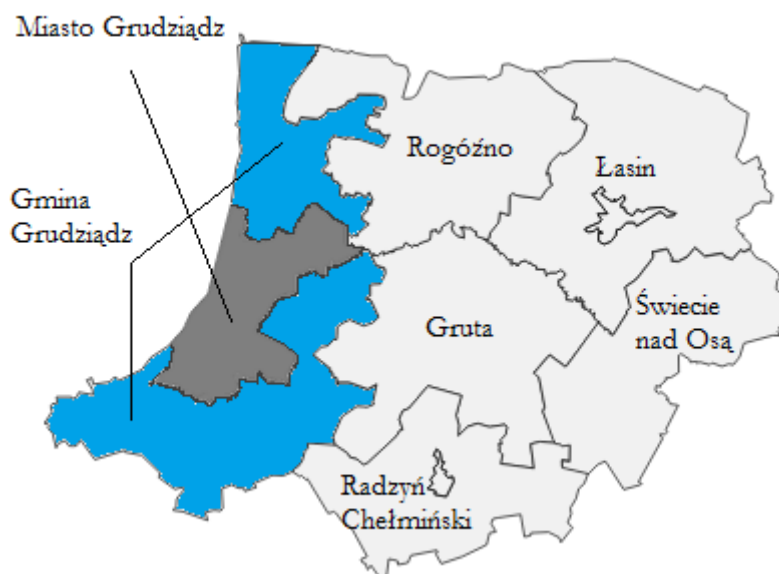 Miasto Grudziądz
Rogóźno
Łasin
Gmina
Grudziądz
Świecie
nad Osą
Gruta
Radzyń
Chełmiński